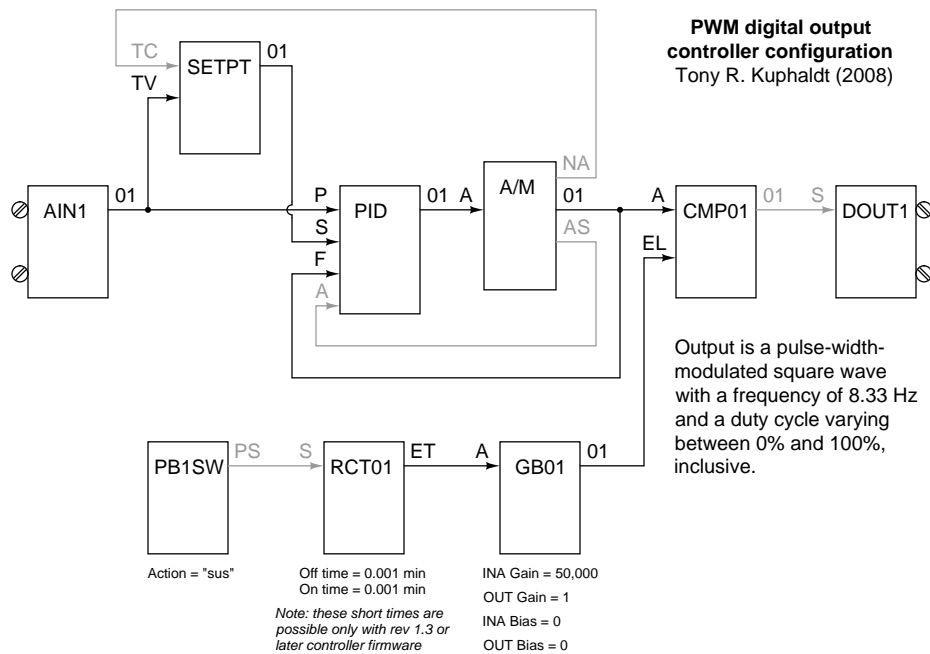 PWM digital output
controller configuration
Tony R. Kuphaldt (2008)
TC
TV
SETPT
01
AIN1
01
P
S
F
A
PID
01
A
A/M
NA
01
AS
A
EL
CMP01
01
S
DOUT1
Output is a pulse-width-
modulated square wave
with a frequency of 8.33 Hz
and a duty cycle varying
between 0% and 100%,
inclusive.
PB1SW
PS
S
RCT01
ET
A
GB01
01
Action = "sus"
Off time = 0.001 min
On time = 0.001 min
Note: these short times are
possible only with rev 1.3 or
later controller firmware
INA Gain = 50,000
OUT Gain = 1
INA Bias = 0
OUT Bias = 0